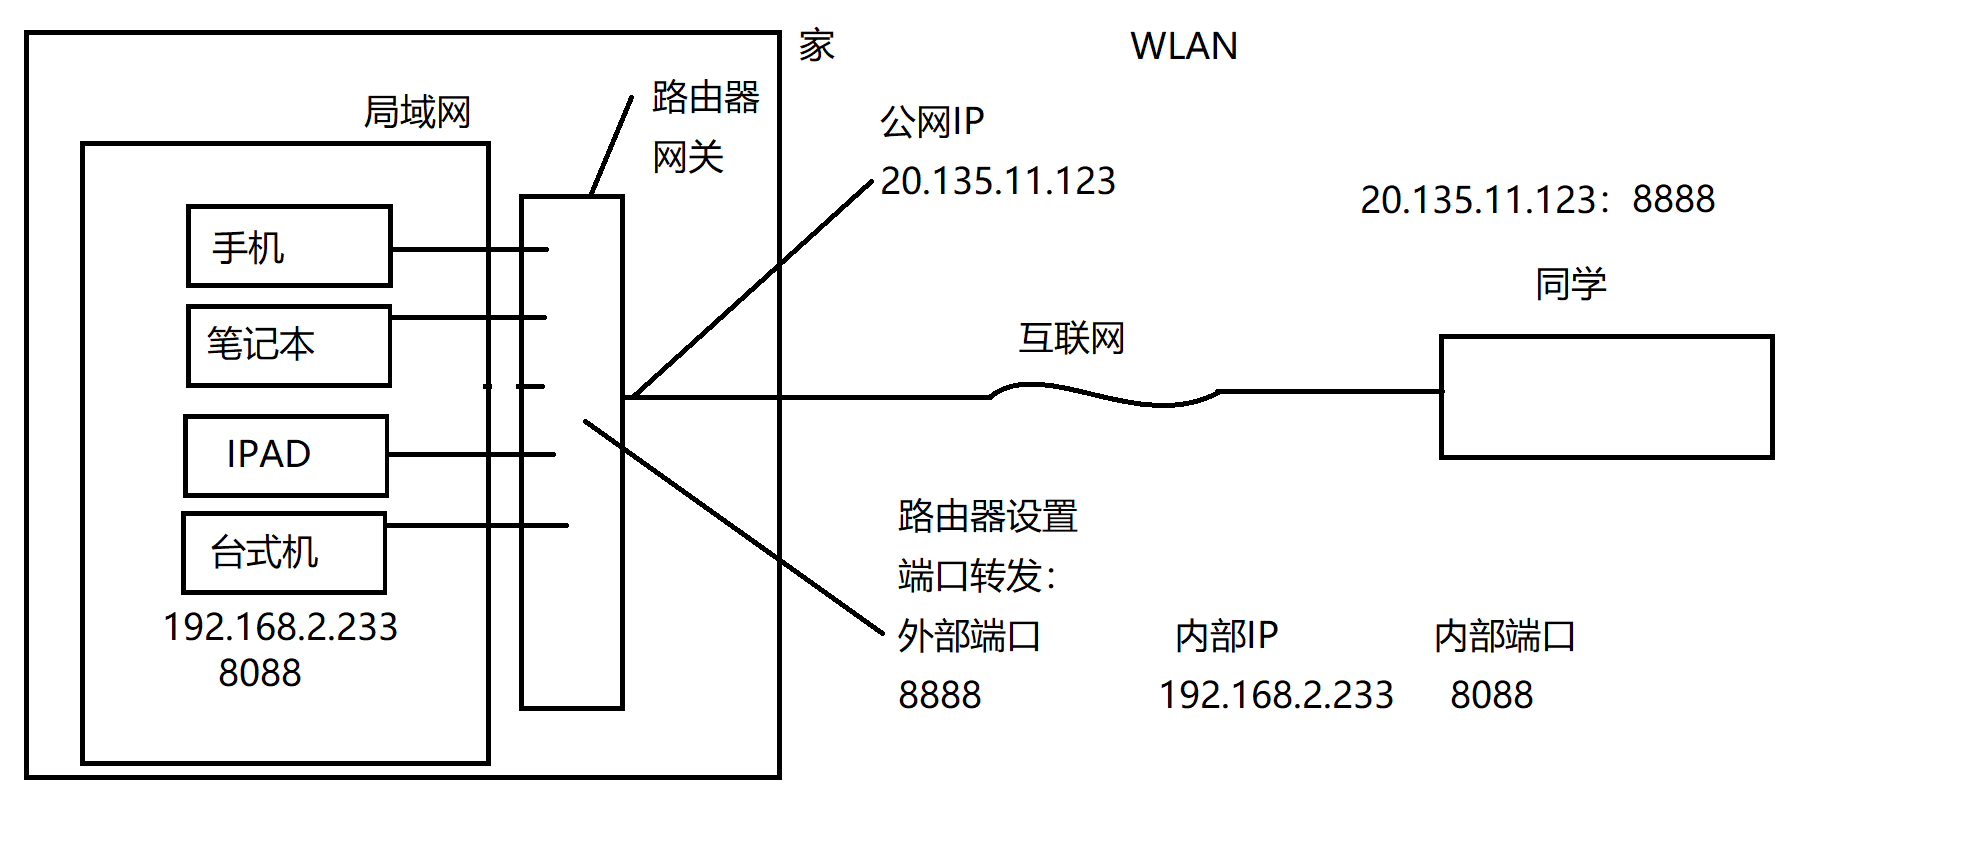 家
WLAN
局域网
路由器
网关
公网IP
20.135.11.123
20.135.11.123：8888
同学
手机
笔记本
IPAD
台式机
192.168.2.233
8088
互联网
路由器设置
端口转发：
外部端口 内部IP 内部端口
8888 192.168.2.233 8088